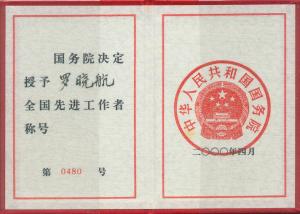 国务院决定
授予 罗晓航
全国先进工作者
称号
第 0480 号
中华人民共和国国务院
二〇〇〇年四月